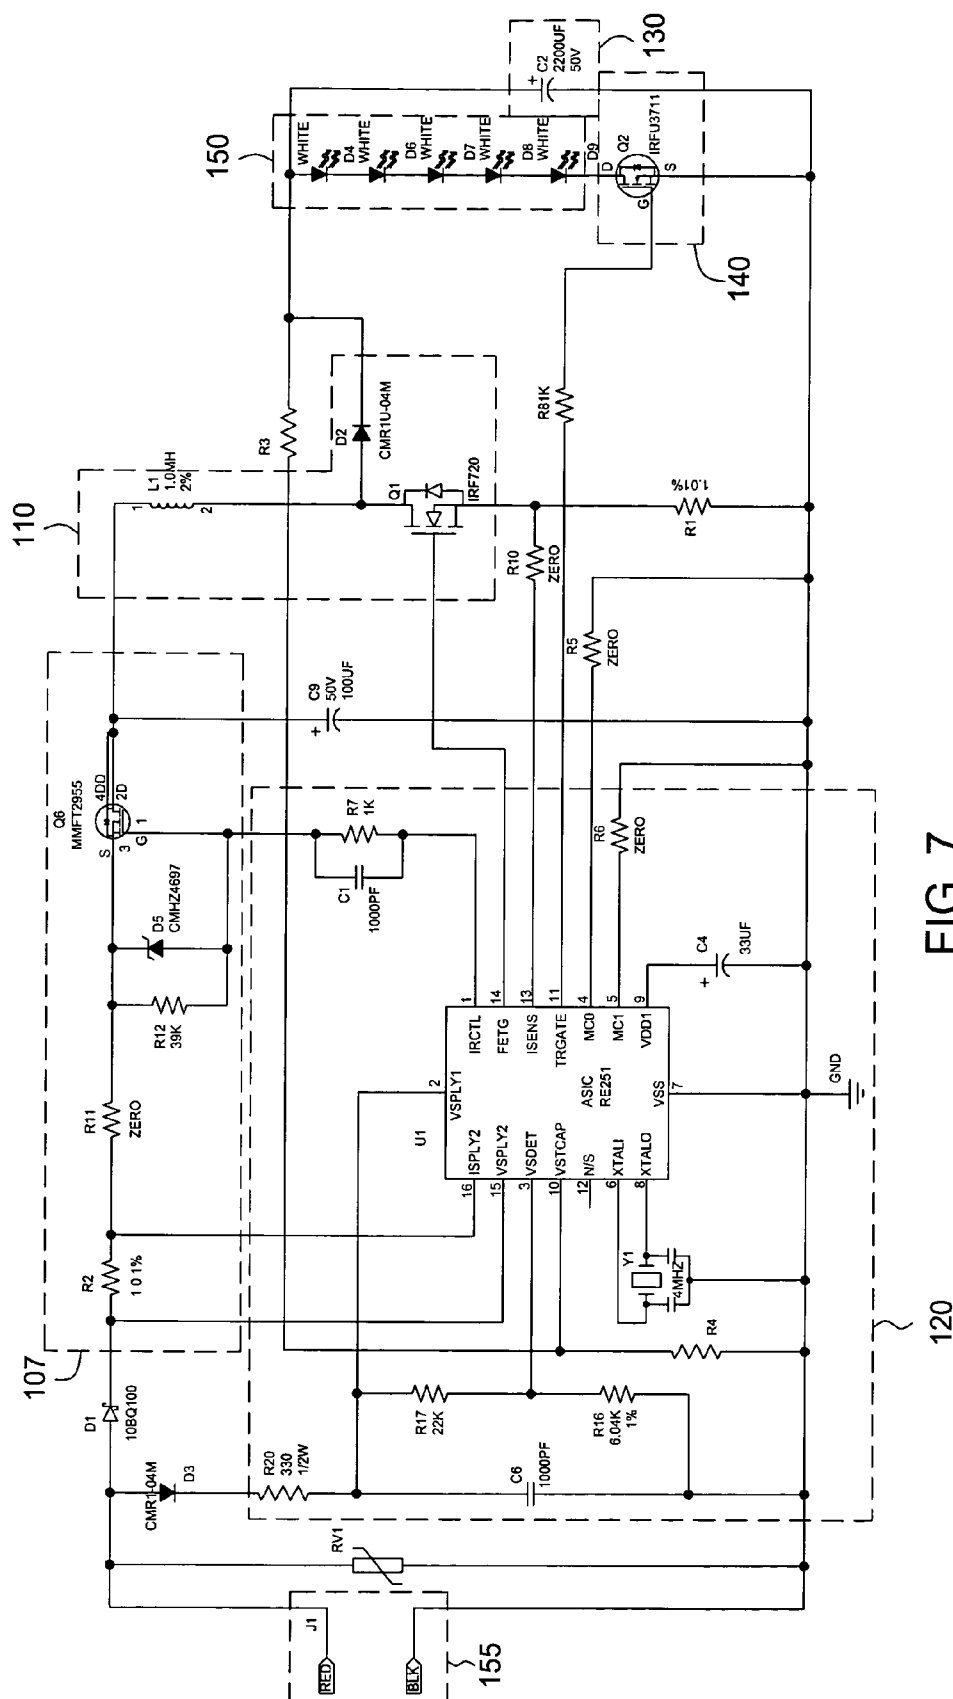 130
C2
2200UF
50V
+
150
WHITE
D4
WHITE
D6
WHITE
D7
WHITE
D8
WHITE
D9
D
Q2
IRFU3711
G
S
140
110
1
L1
1.0MH
2%
2
R3
D2
CMR1U-04M
Q1
IRF720
R81K
R10
ZERO
1.01%
R1
R5
ZERO
Q6
MMFT2955
4DD
2D
S
3
G
1
C9
50V
100UF
+
D5
CMHZ4697
R12
39K
R7
1K
C1
1000PF
R6
ZERO
R11
ZERO
C4
33UF
+
1
14
13
11
4
5
9
IRCTL
FETG
ISENS
TRGATE
MC0
MC1
VDD1
2
VSPLY1
U1
ASIC
RE251
VSS
7
GND
ISPLY2
VSPLY2
VSDET
VSTCAP
N/S
XTALI
XTALO
16
15
3
10
12
6
8
Y1
4MHZ
R2
1 0 1%
107
R4
120
D1
10BQ100
R17
22K
R16
6.04K
1%
CMR1-04M
D3
R20
330
1/2W
C6
1000PF
RV1
J1
RED
BLK
155
FIG 7